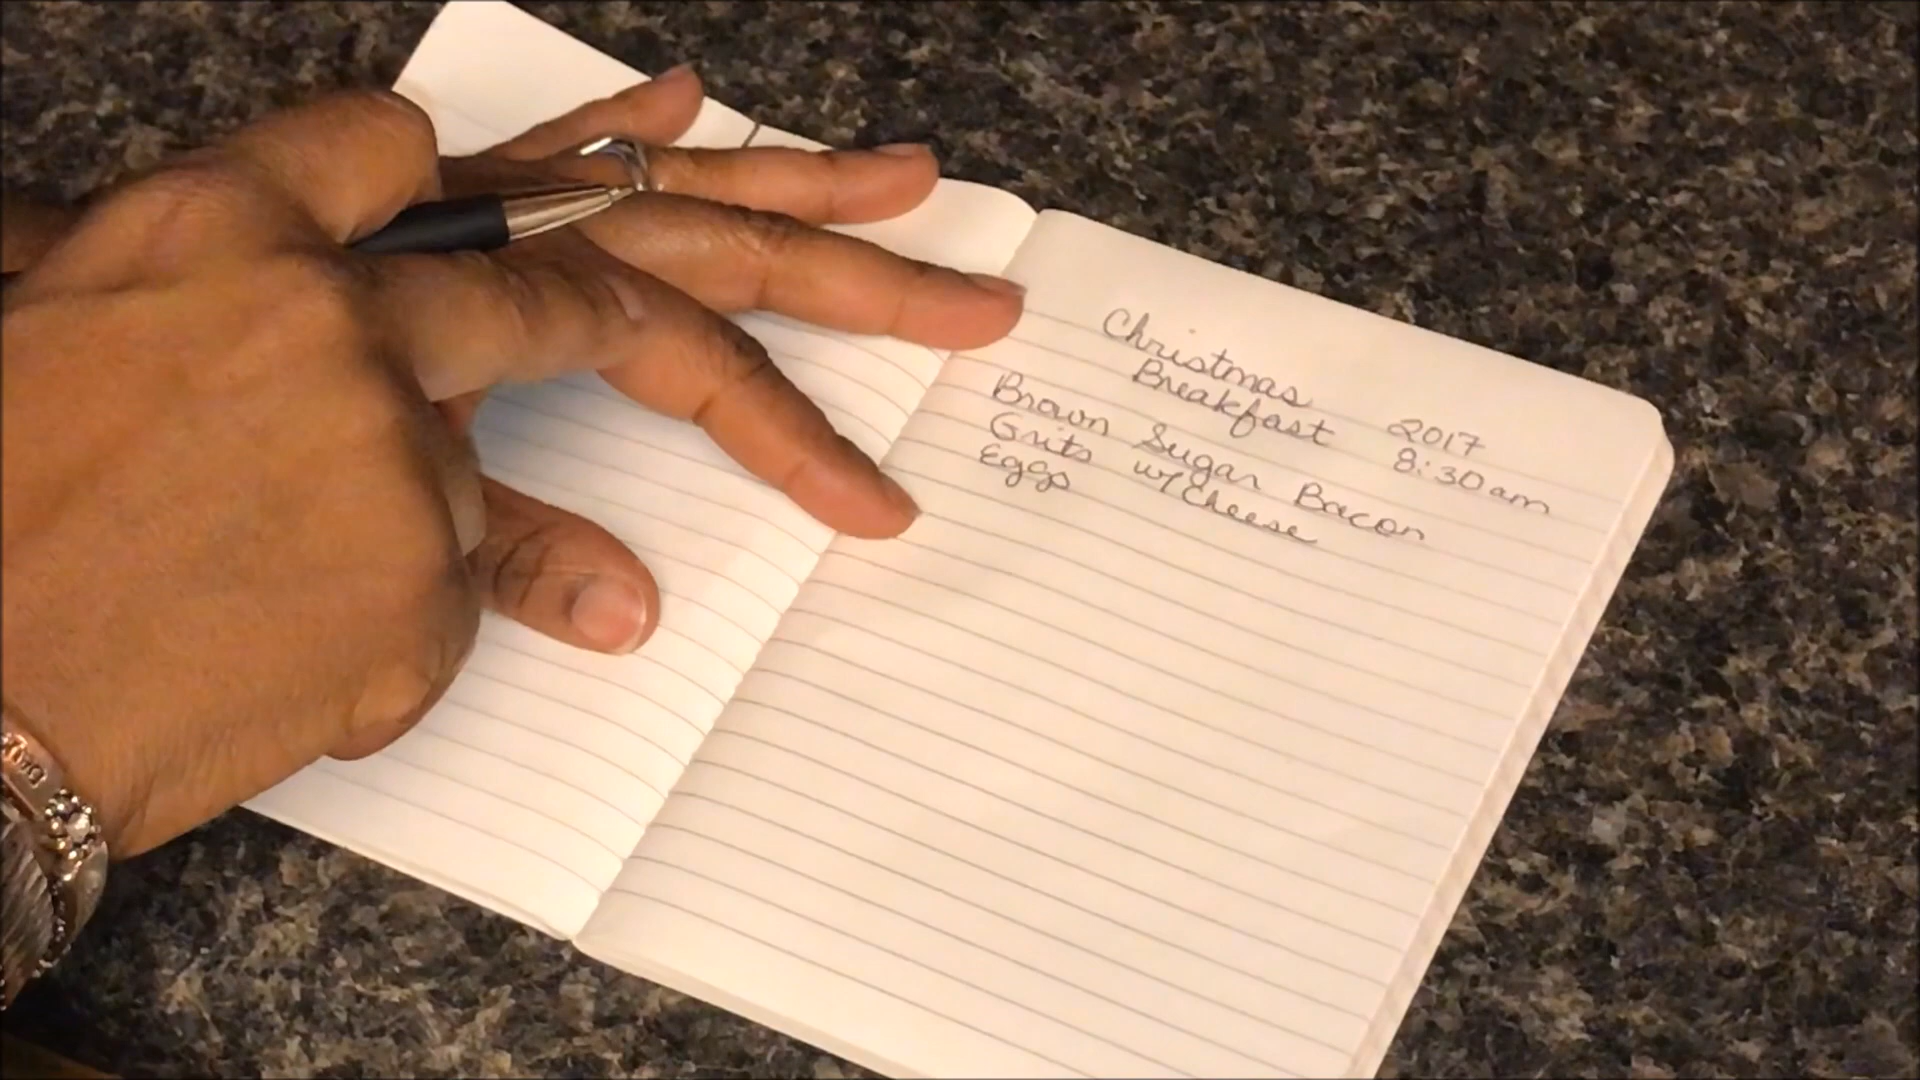 Christmas
Breakfast 2017
8:30am
Brown Sugar Bacon
Grits w/Cheese
Eggs